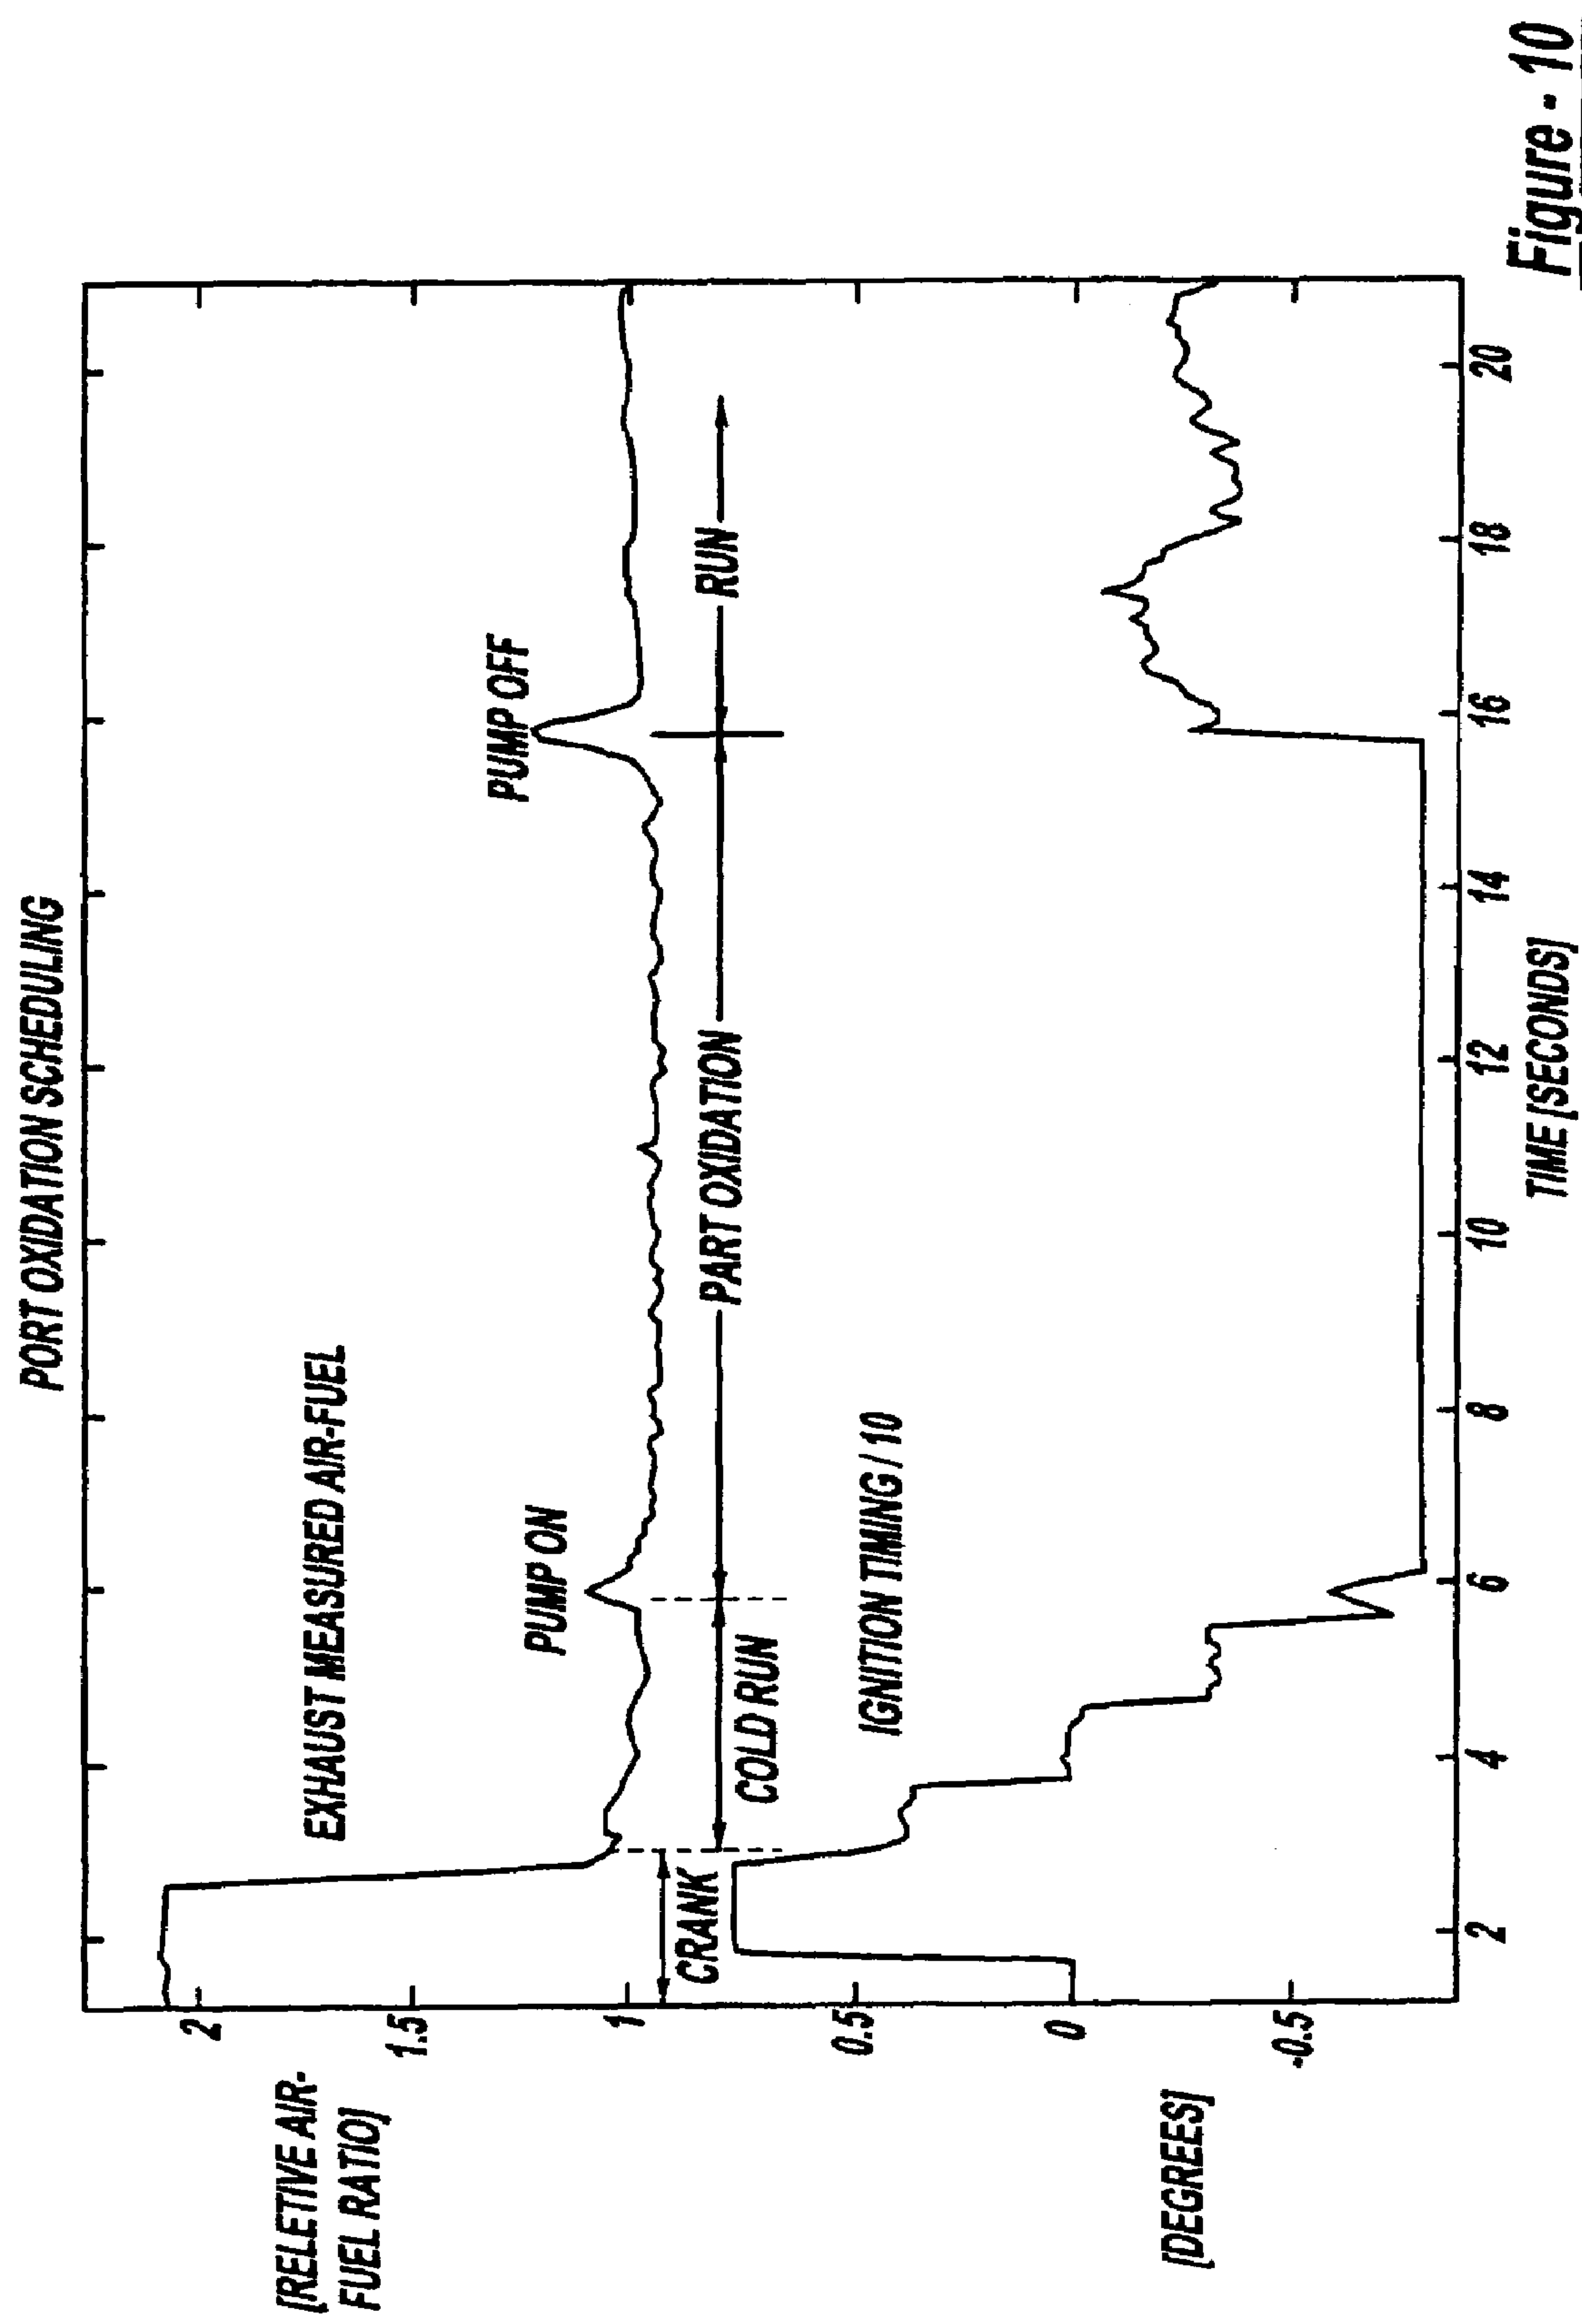 PORT OXIDATION SCHEDULING
[RELETIVE AIR-
FUEL RATIO]
2
1.5
1
0.5
0
-0.5
[DEGREES]
EXHAUST MEASURED AIR-FUEL
PUMP ON
PUMP OFF
CRANK
COLD RUN
PART OXIDATION
RUN
IGNITION TIMING / 10
2
4
6
8
10
12
14
16
18
20
TIME [SECONDS]
Figure - 10